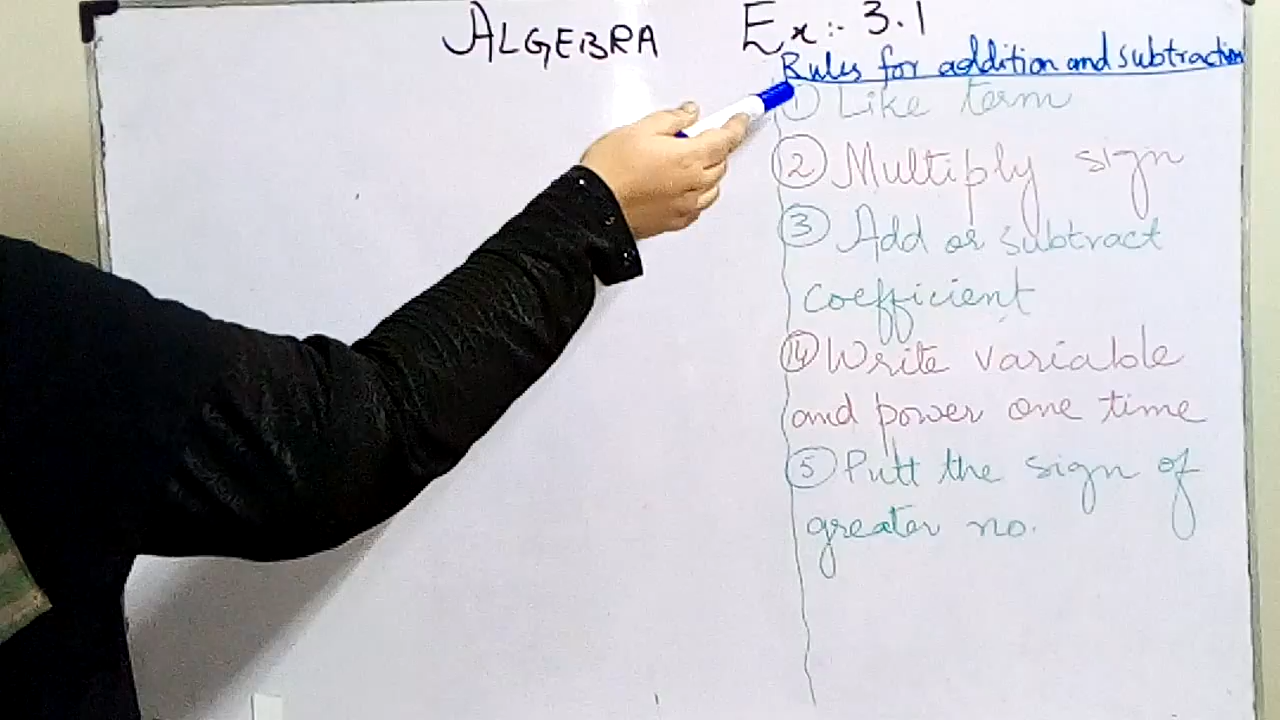 ALGEBRA Ex:- 3.1
Rules for addition and subtraction
① Like term
② Multiply sign
③ Add or subtract
coefficient
④ Write variable
and power one time
⑤ Putt the sign of
greater no.